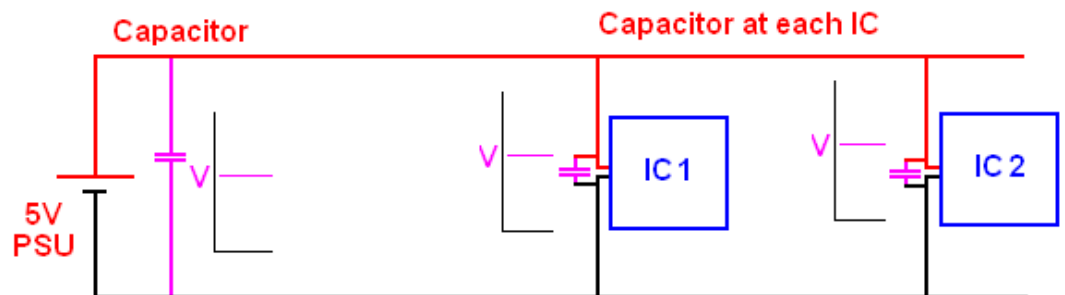 Capacitor
Capacitor at each IC
V
V
V
IC 1
IC 2
5V
PSU